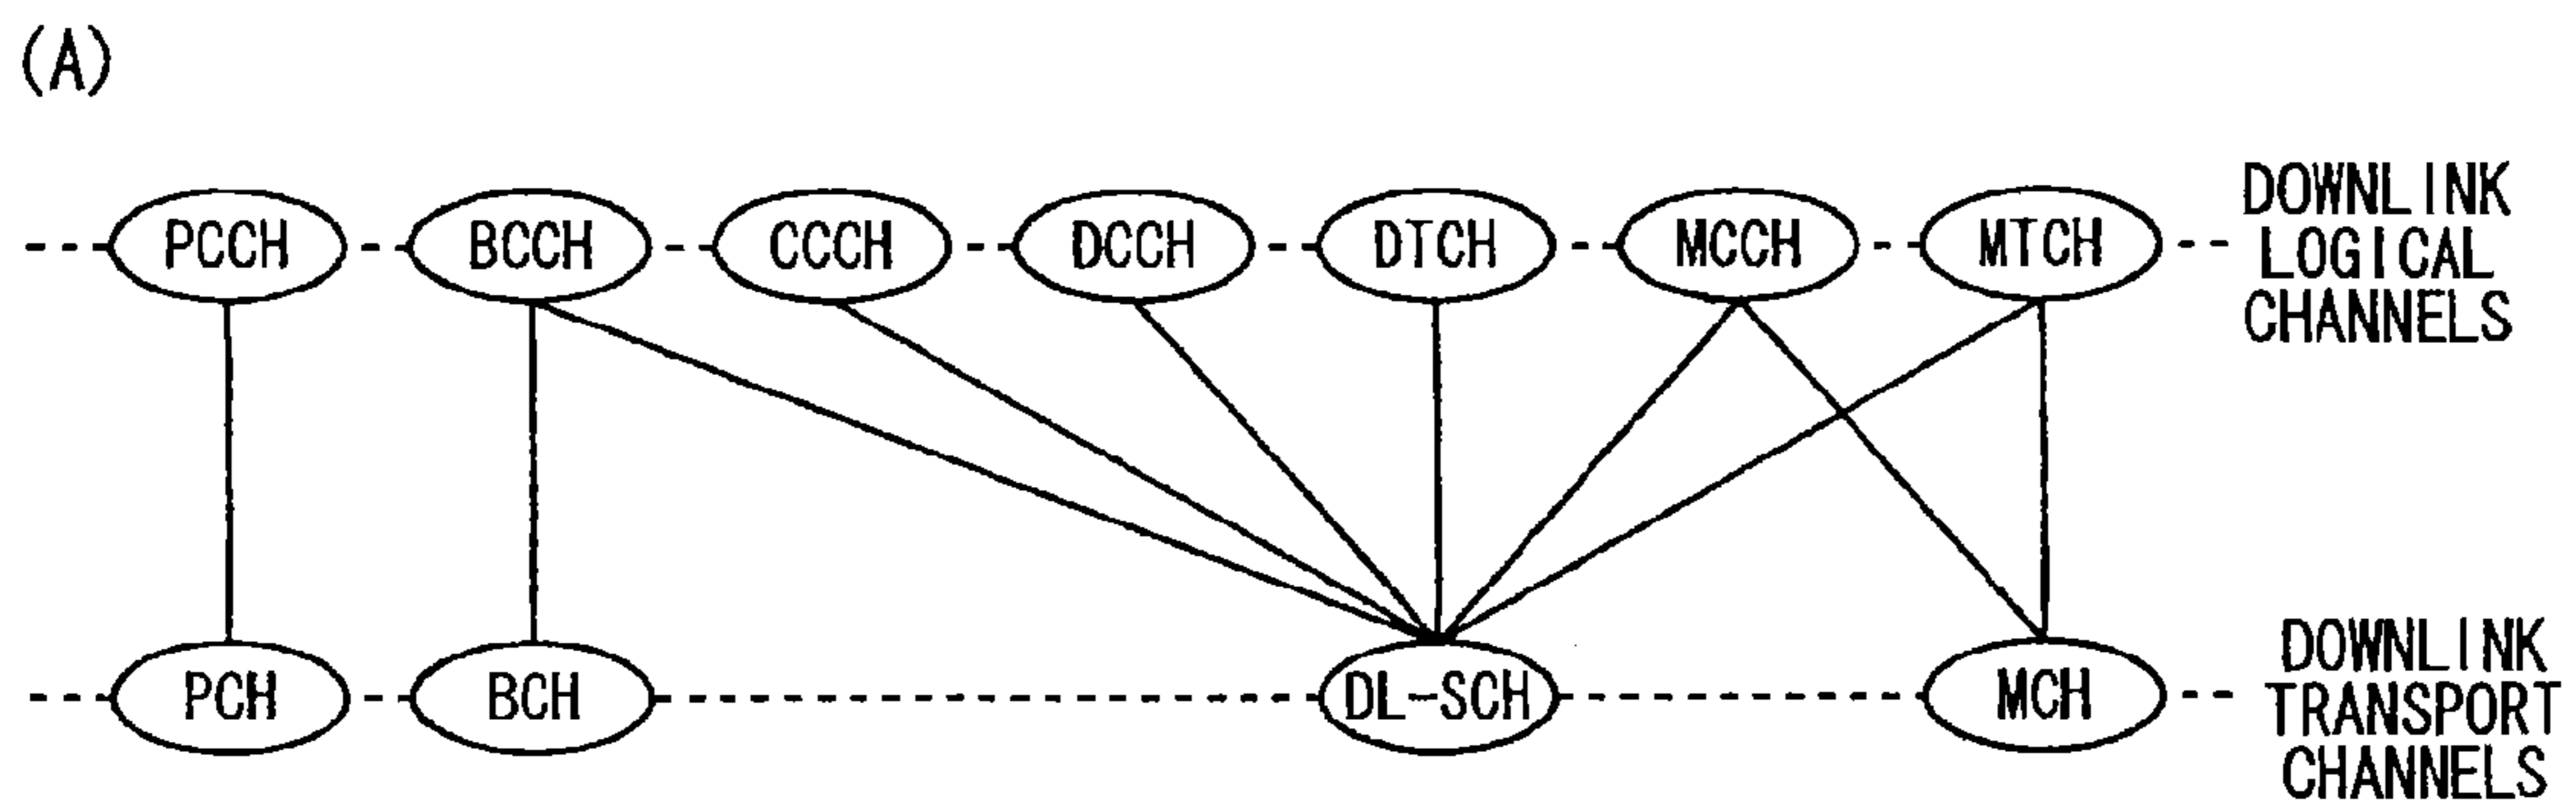 (A)
PCCH BCCH CCCH DCCH DTCH MCCH MTCH
DOWNLINK
LOGICAL
CHANNELS
PCH BCH DL-SCH MCH
DOWNLINK
TRANSPORT
CHANNELS